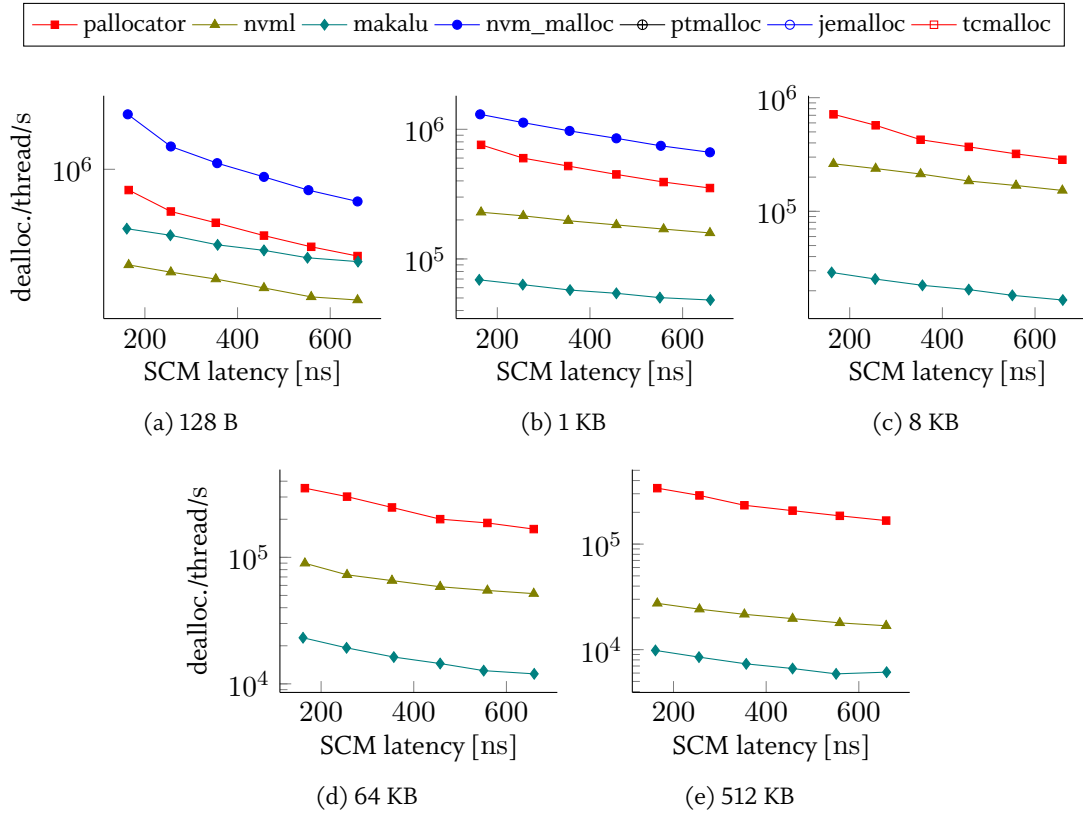 pallocator nvml makalu nvm_malloc ptmalloc jemalloc tcmalloc
dealloc./thread/s
10^6
200 400 600
SCM latency [ns]
(a) 128 B
10^6
10^5
200 400 600
SCM latency [ns]
(b) 1 KB
10^6
10^5
200 400 600
SCM latency [ns]
(c) 8 KB
dealloc./thread/s
10^5
10^4
200 400 600
SCM latency [ns]
(d) 64 KB
10^5
10^4
200 400 600
SCM latency [ns]
(e) 512 KB